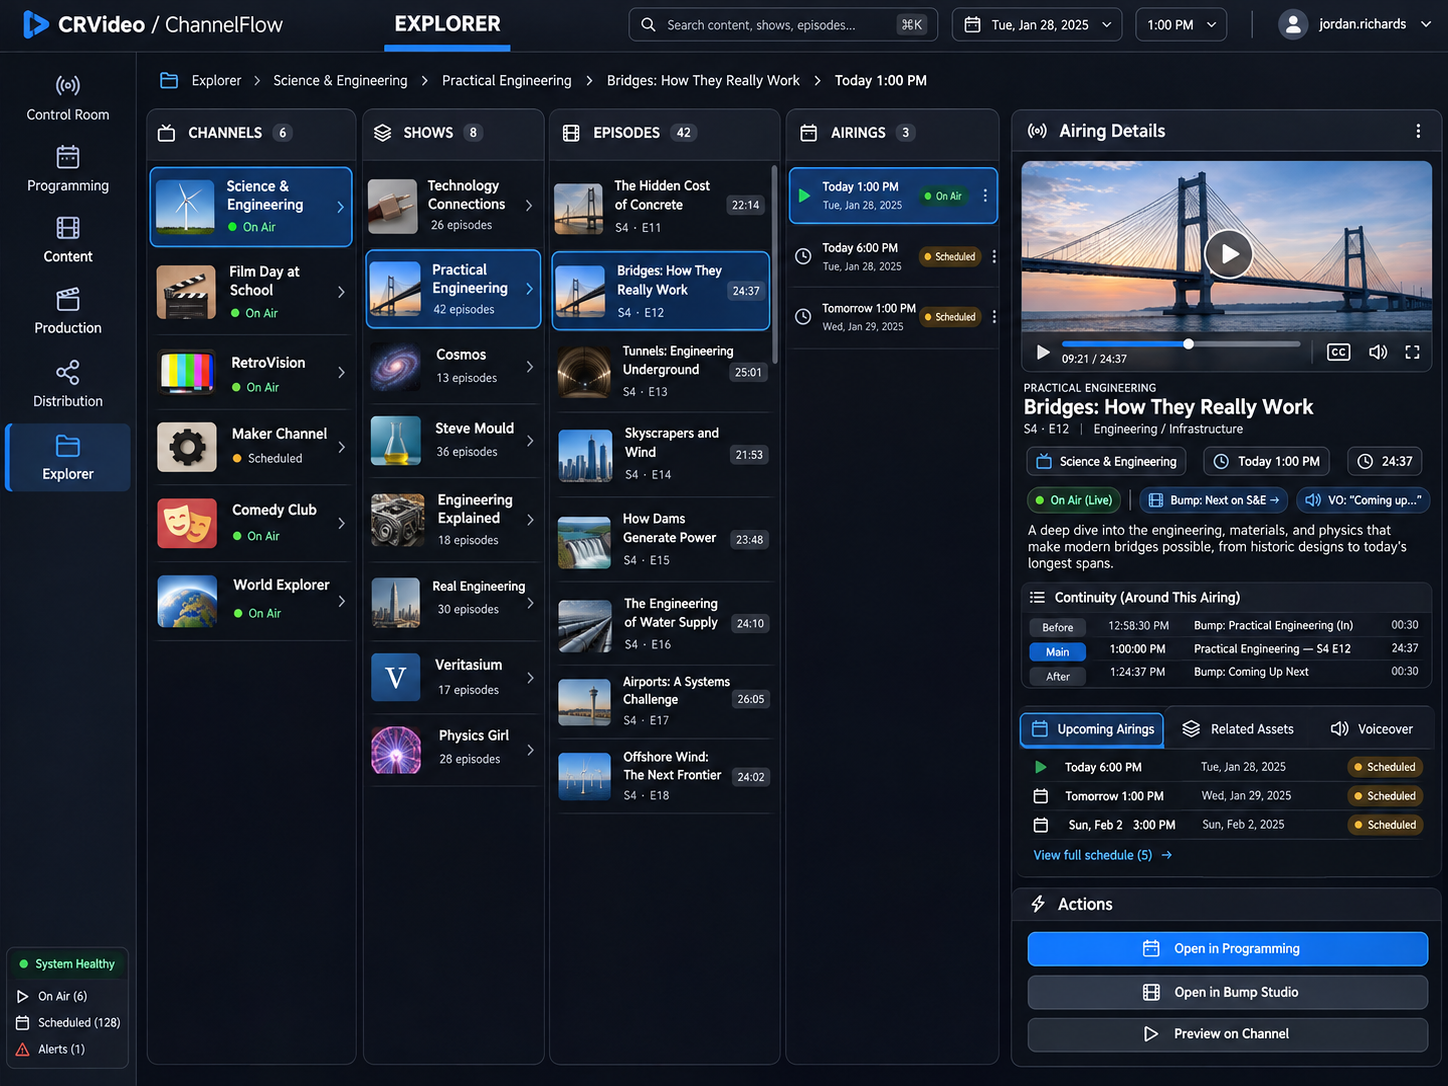 CRVideo / ChannelFlow
EXPLORER
Search content, shows, episodes...
⌘K
Tue, Jan 28, 2025
1:00 PM
jordan.richards
Control Room
Programming
Content
Production
Distribution
Explorer
System Healthy
On Air (6)
Scheduled (128)
Alerts (1)
Explorer > Science & Engineering > Practical Engineering > Bridges: How They Really Work > Today 1:00 PM
CHANNELS 6
Science &
Engineering
On Air
Film Day at
School
On Air
RetroVision
On Air
Maker Channel
Scheduled
Comedy Club
On Air
World Explorer
On Air
SHOWS 8
Technology
Connections
26 episodes
Practical
Engineering
42 episodes
Cosmos
13 episodes
Steve Mould
36 episodes
Engineering
Explained
18 episodes
Real Engineering
30 episodes
V
Veritasium
17 episodes
Physics Girl
28 episodes
EPISODES 42
The Hidden Cost
of Concrete
22:14
S4 · E11
Bridges: How They
Really Work
24:37
S4 · E12
Tunnels: Engineering
Underground
25:01
S4 · E13
Skyscrapers and
Wind
21:53
S4 · E14
How Dams
Generate Power
23:48
S4 · E15
The Engineering
of Water Supply
24:10
S4 · E16
Airports: A Systems
Challenge
26:05
S4 · E17
Offshore Wind:
The Next Frontier
24:02
S4 · E18
AIRINGS 3
Today 1:00 PM
Tue, Jan 28, 2025
On Air
Today 6:00 PM
Tue, Jan 28, 2025
Scheduled
Tomorrow 1:00 PM
Wed, Jan 29, 2025
Scheduled
Airing Details
09:21 / 24:37
CC
PRACTICAL ENGINEERING
Bridges: How They Really Work
S4 · E12 | Engineering / Infrastructure
Science & Engineering
Today 1:00 PM
24:37
On Air (Live)
Bump: Next on S&E →
VO: “Coming up...”
A deep dive into the engineering, materials, and physics that
make modern bridges possible, from historic designs to today's
longest spans.
Continuity (Around This Airing)
Before 12:58:30 PM Bump: Practical Engineering (In) 00:30
Main 1:00:00 PM Practical Engineering — S4 E12 24:37
After 1:24:37 PM Bump: Coming Up Next 00:30
Upcoming Airings
Related Assets
Voiceover
Today 6:00 PM Tue, Jan 28, 2025 Scheduled
Tomorrow 1:00 PM Wed, Jan 29, 2025 Scheduled
Sun, Feb 2 3:00 PM Sun, Feb 2, 2025 Scheduled
View full schedule (5) →
Actions
Open in Programming
Open in Bump Studio
Preview on Channel